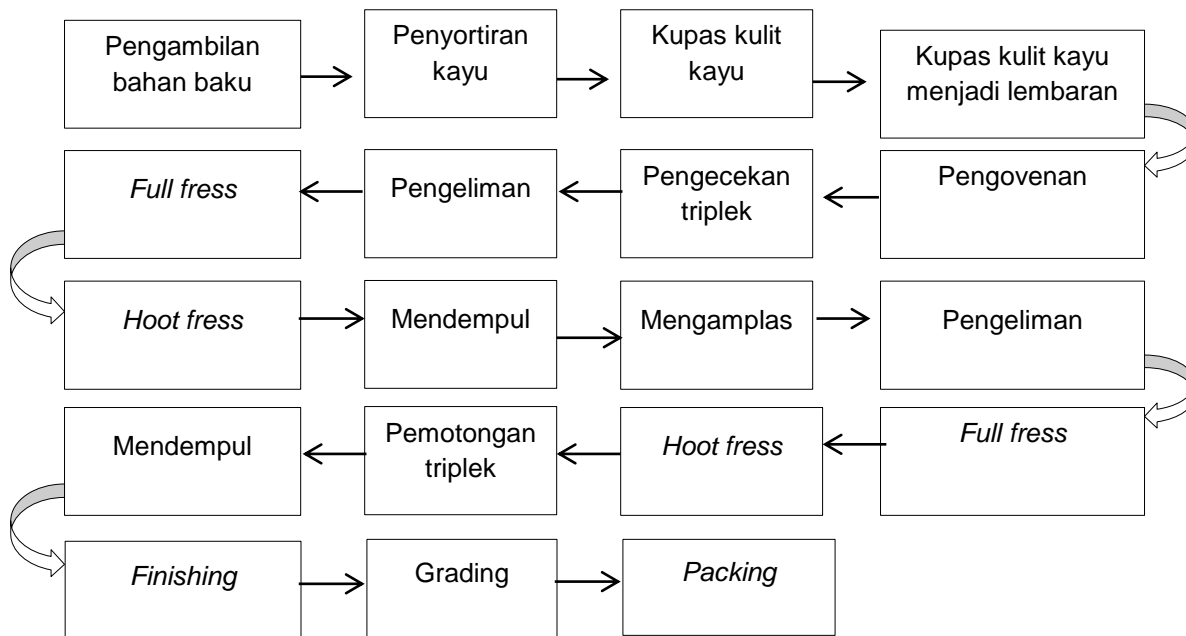 Pengambilan
bahan baku
Penyortiran
kayu
Kupas kulit
kayu
Kupas kulit kayu
menjadi lembaran
Pengovenan
Pengecekan
triplek
Pengeliman
Full fress
Hoot fress
Mendempul
Mengamplas
Pengeliman
Full fress
Hoot fress
Pemotongan
triplek
Mendempul
Finishing
Grading
Packing